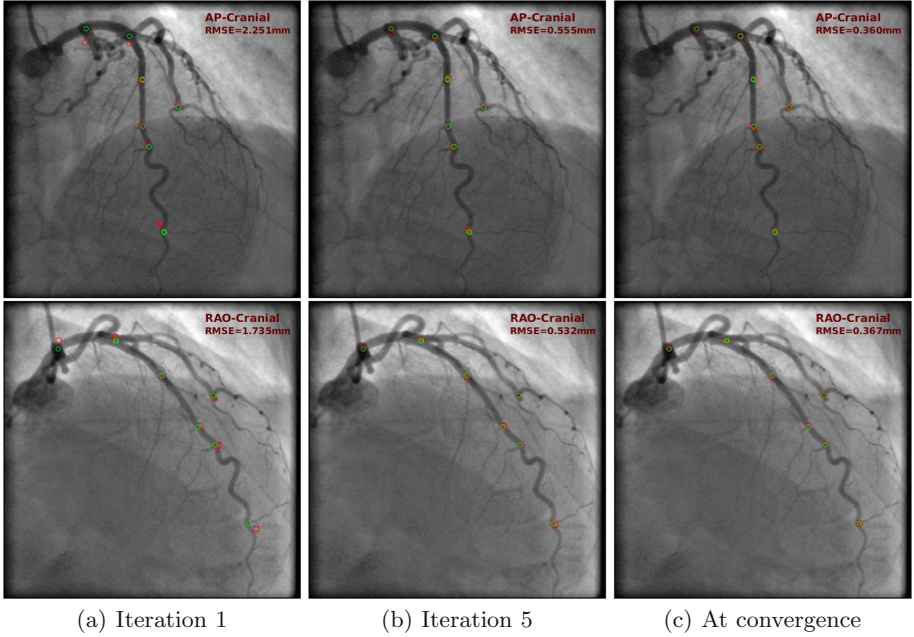 AP-Cranial
RMSE=2.251mm
AP-Cranial
RMSE=0.555mm
AP-Cranial
RMSE=0.360mm
RAO-Cranial
RMSE=1.735mm
RAO-Cranial
RMSE=0.532mm
RAO-Cranial
RMSE=0.367mm
(a) Iteration 1
(b) Iteration 5
(c) At convergence